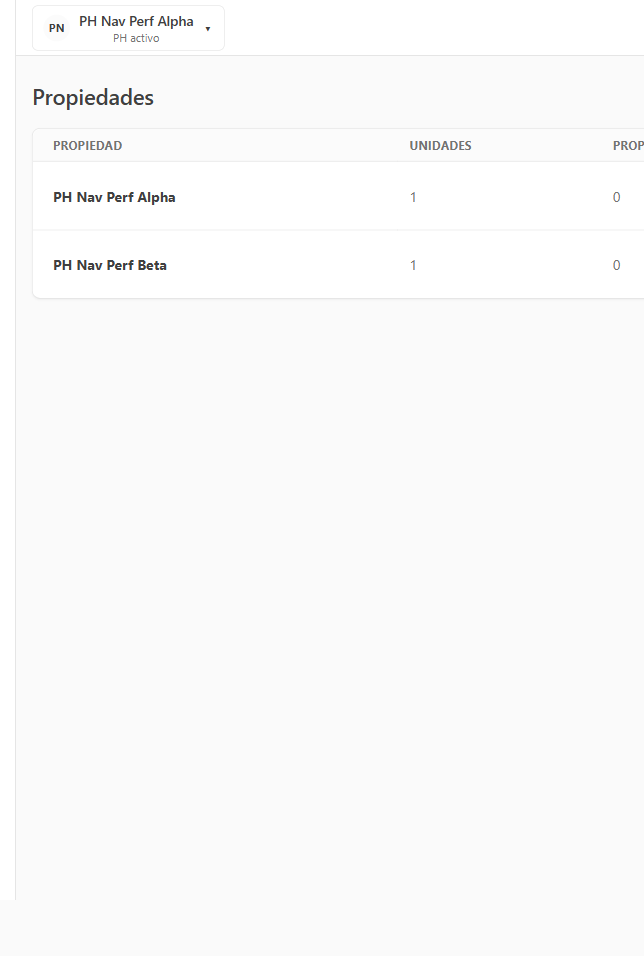 PN
PH Nav Perf Alpha
PH activo
▾
Propiedades
PROPIEDAD UNIDADES PROP
PH Nav Perf Alpha 1 0
PH Nav Perf Beta 1 0